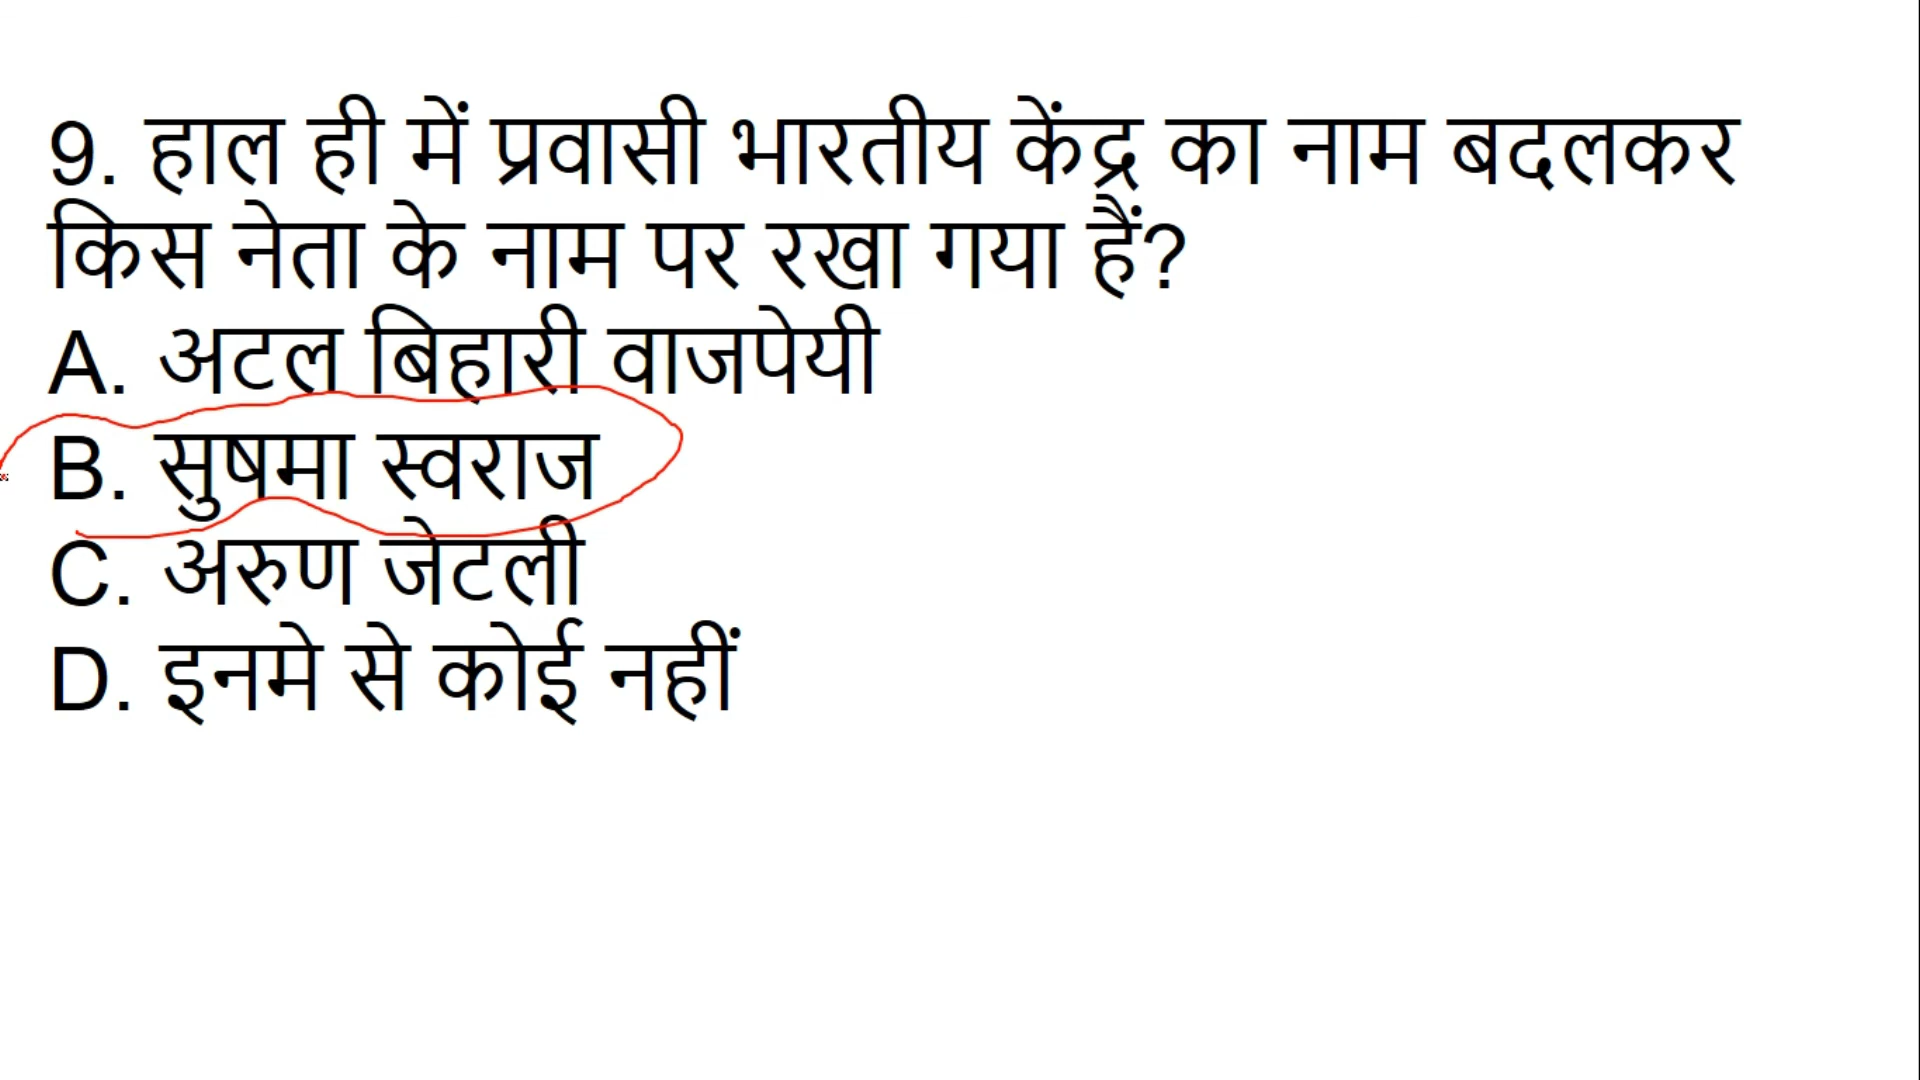 9. हाल ही में प्रवासी भारतीय केंद्र का नाम बदलकर
किस नेता के नाम पर रखा गया हैं?
A. अटल बिहारी वाजपेयी
B. सुषमा स्वराज
C. अरुण जेटली
D. इनमे से कोई नहीं